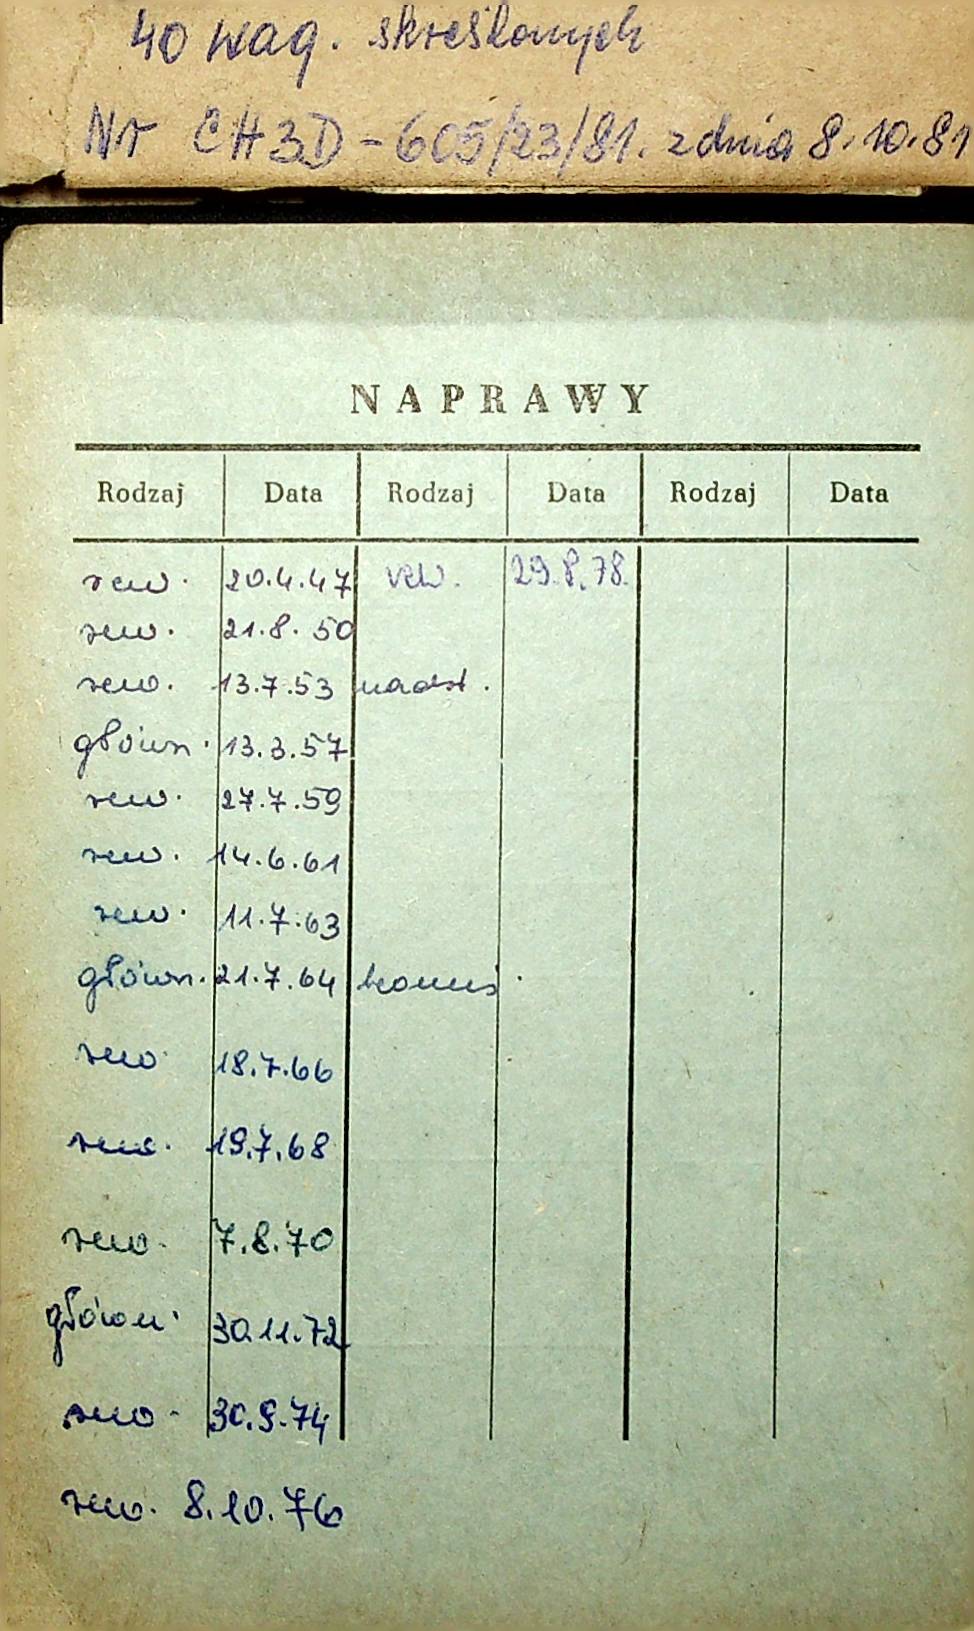 40 wag. skreślonych
Nr CH3D-605/23/81. z dnia 8.10.81
NAPRAWY
Rodzaj Data Rodzaj Data Rodzaj Data
rew. 20.4.47 rew. 29.8.78.
rew. 21.8.50
rew. 13.7.53 nadst.
główn. 13.3.57
rew. 27.7.59
rew. 14.6.61
rew. 11.7.63
główn. 21.7.64
rew. 18.7.66
rew. 19.7.68
rew. 7.8.70
główn. 30.11.72
rew. 30.9.74
rew. 8.10.76